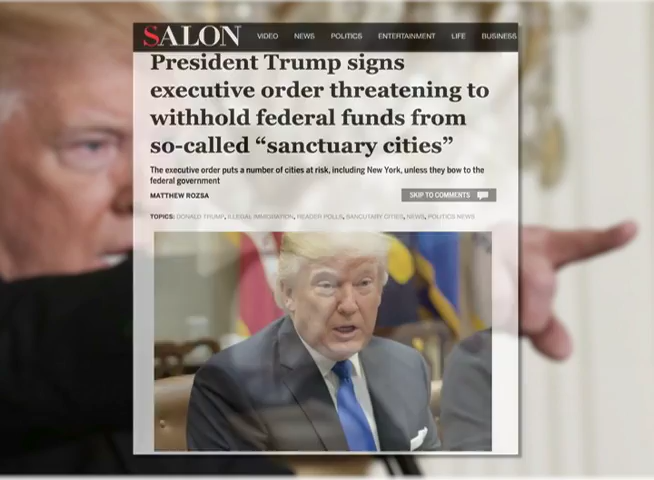 SALON VIDEO NEWS POLITICS ENTERTAINMENT LIFE BUSINESS
President Trump signs
executive order threatening to
withhold federal funds from
so-called “sanctuary cities”
The executive order puts a number of cities at risk, including New York, unless they bow to the
federal government
MATTHEW ROZSA
SKIP TO COMMENTS
TOPICS: DONALD TRUMP, ILLEGAL IMMIGRATION, READER POLLS, SANCUTARY CITIES, NEWS, POLITICS NEWS